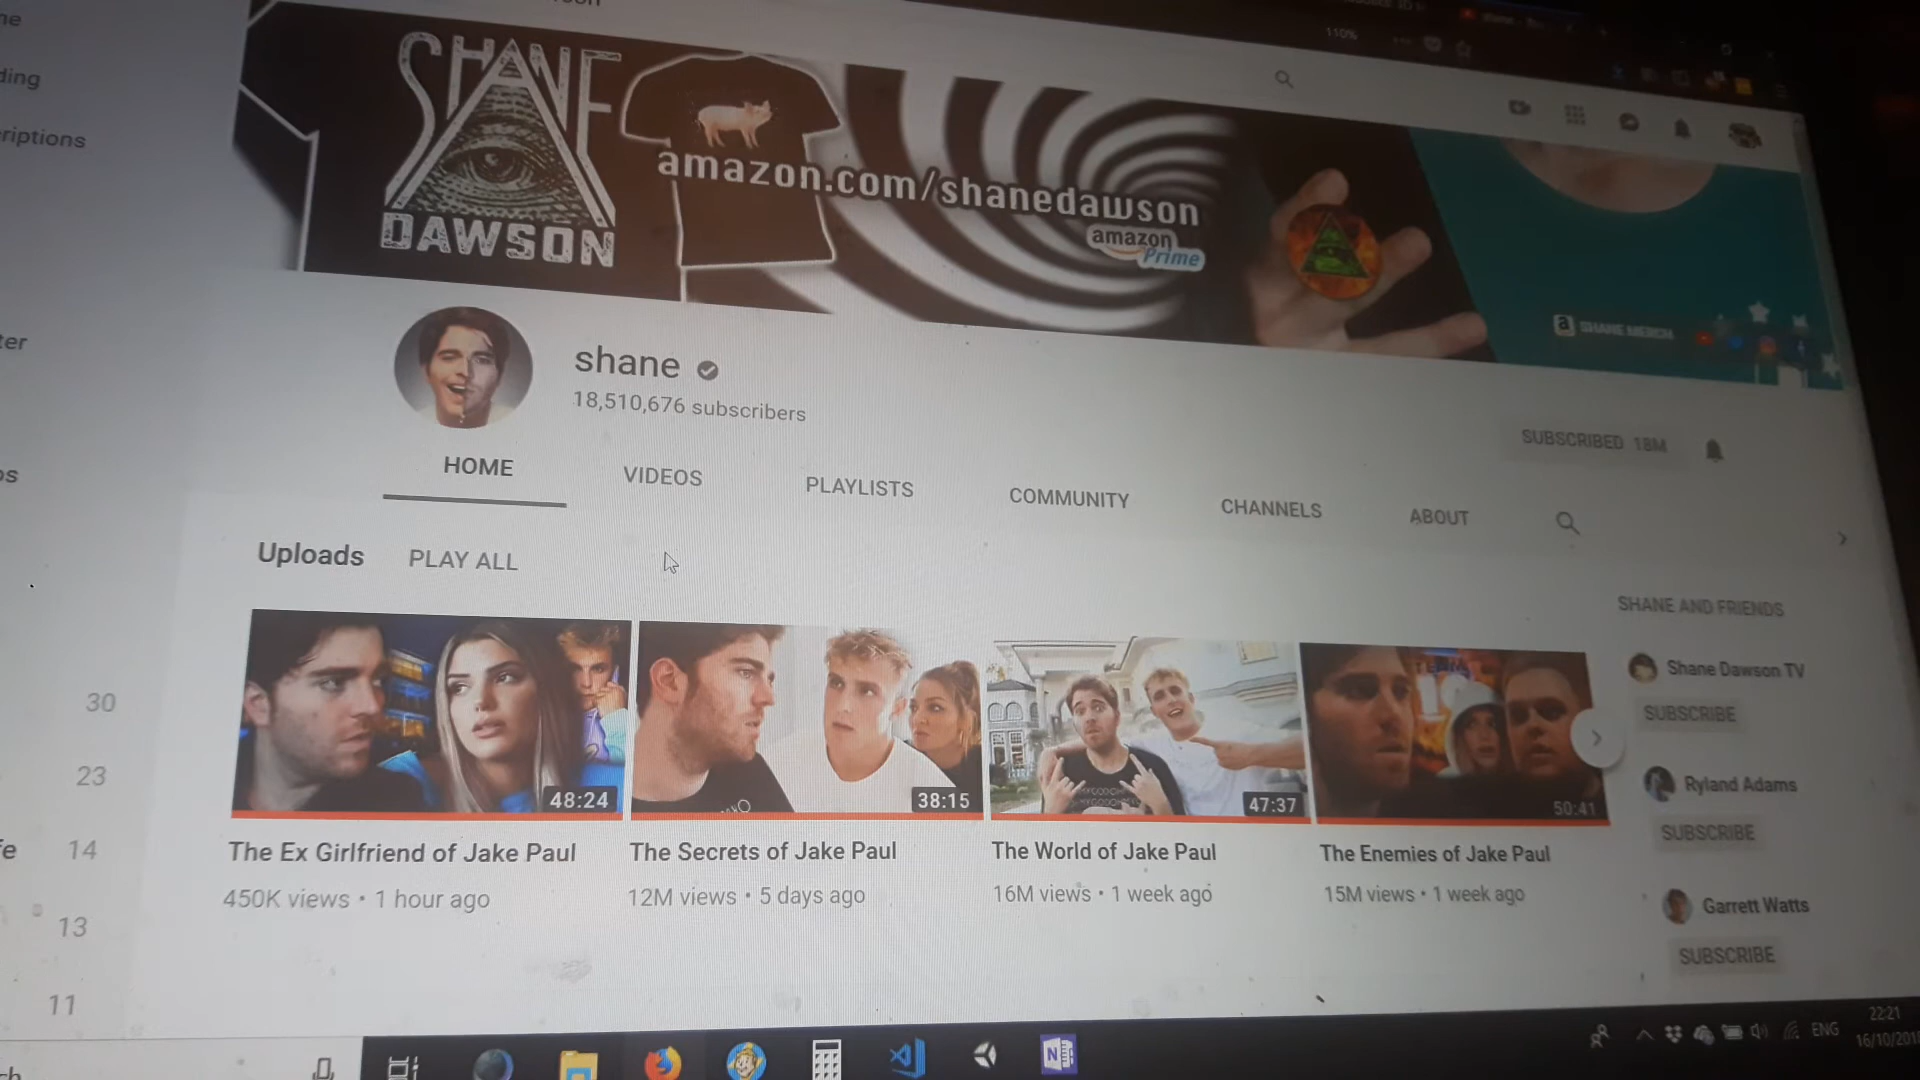 110%
ding
riptions
SHANE
DAWSON
amazon.com/shanedawson
amazon
Prime
SHANE MERCH
shane
18,510,676 subscribers
SUBSCRIBED 18M
HOME
VIDEOS
PLAYLISTS
COMMUNITY
CHANNELS
ABOUT
Uploads
PLAY ALL
48:24
38:15
47:37
50:41
The Ex Girlfriend of Jake Paul
The Secrets of Jake Paul
The World of Jake Paul
The Enemies of Jake Paul
450K views • 1 hour ago
12M views • 5 days ago
16M views • 1 week ago
15M views • 1 week ago
SHANE AND FRIENDS
Shane Dawson TV
SUBSCRIBE
Ryland Adams
SUBSCRIBE
Garrett Watts
SUBSCRIBE
30
23
14
13
11
ENG
22:21
16/10/201